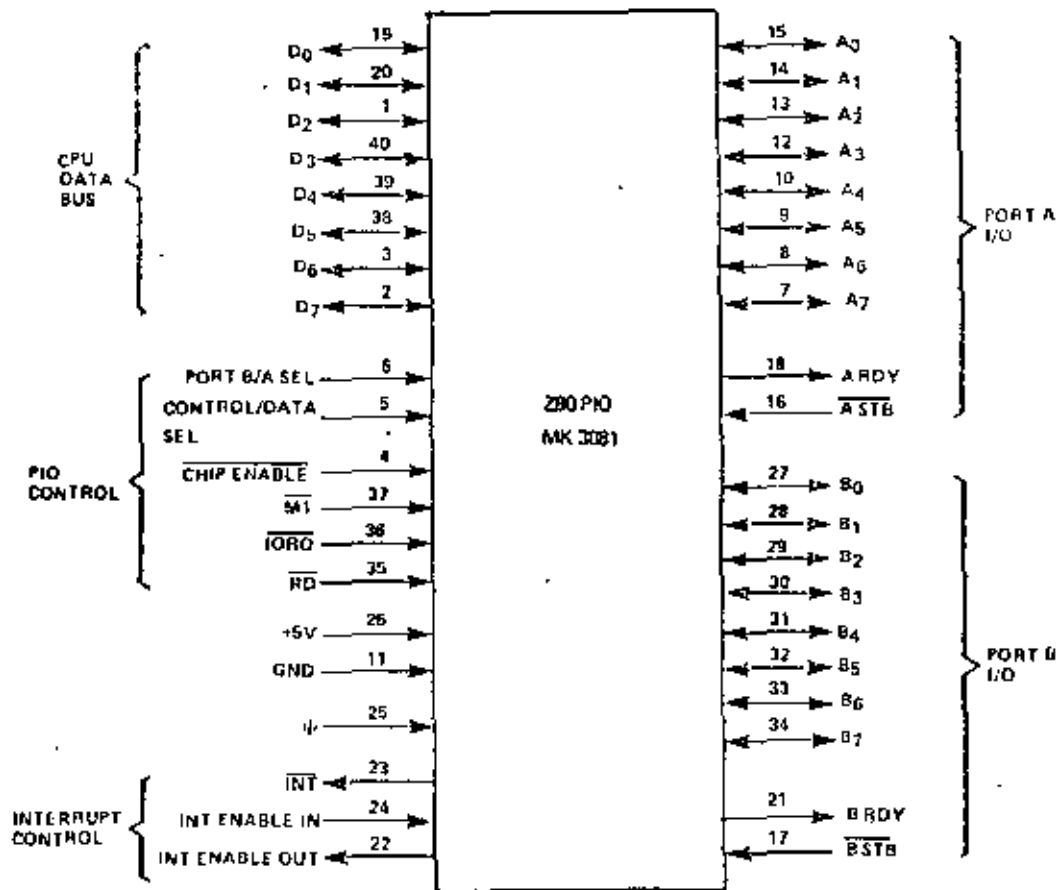 CPU
DATA
BUS
D0 19
D1 20
D2 1
D3 40
D4 39
D5 38
D6 3
D7 2
PIO
CONTROL
PORT B/A SEL 6
CONTROL/DATA 5
SEL
CHIP ENABLE 4
M1 37
IORQ 36
RD 35
+5V 26
GND 11
25
INTERRUPT
CONTROL
INT 23
INT ENABLE IN 24
INT ENABLE OUT 22
Z80 PIO
MK 3081
15 A0
14 A1
13 A2
12 A3
10 A4
9 A5
8 A6
7 A7
18 ARDY
16 ASTB
PORT A
I/O
27 B0
28 B1
29 B2
30 B3
31 B4
32 B5
33 B6
34 B7
21 BRDY
17 BSTB
PORT B
I/O